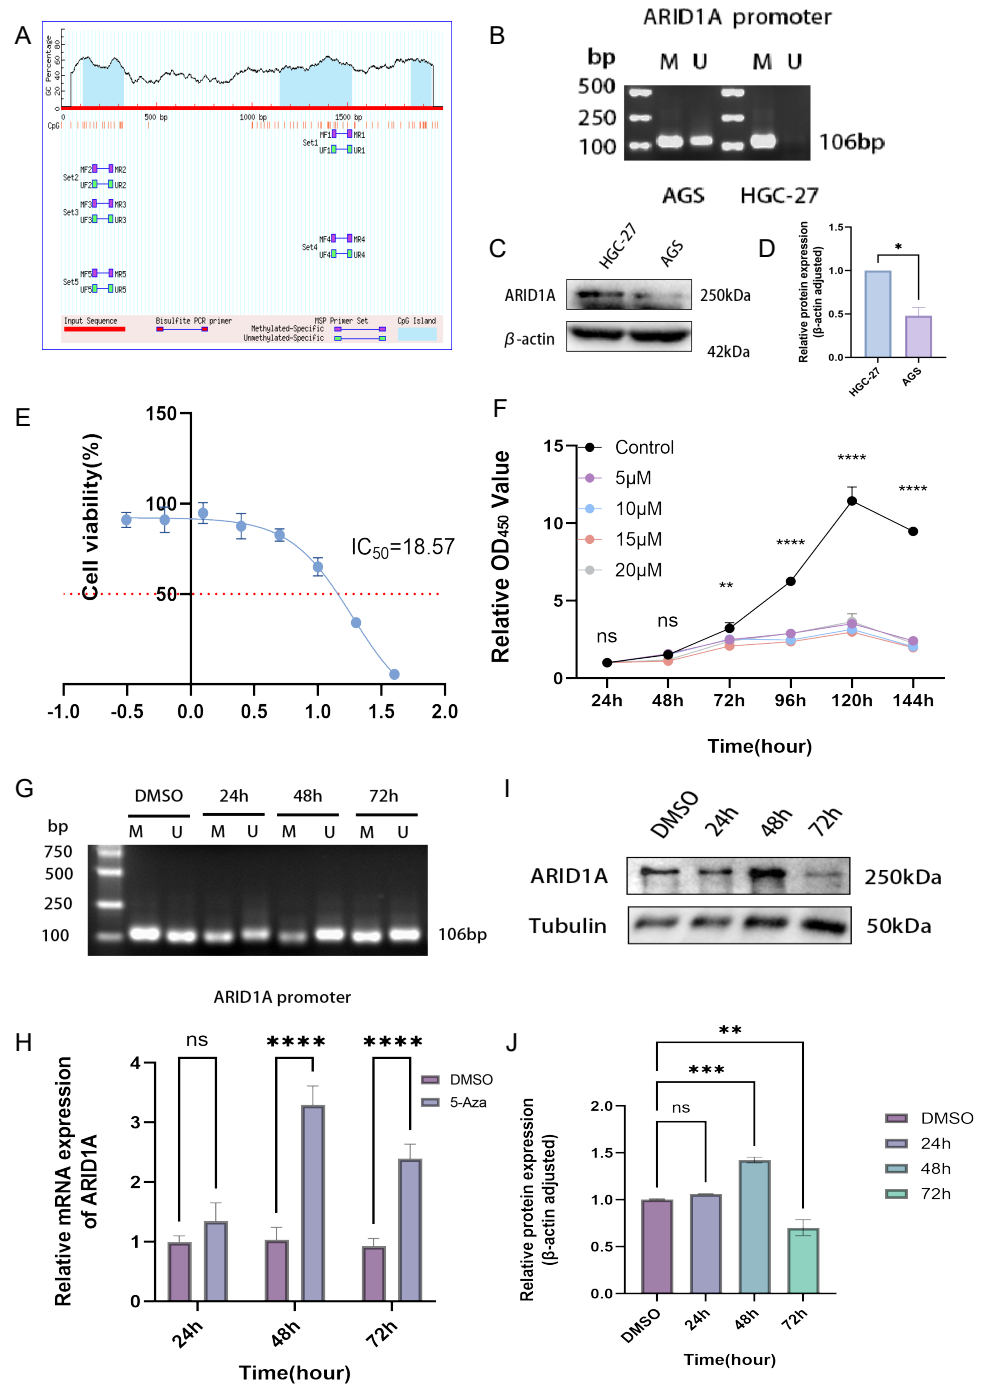 A
GC Percentage
0 20 40 60 80
0 500 bp 1000 bp 1500 bp
CpG
MF1 MR1
Set1
UF1 UR1
MF2 MR2
Set2
UF2 UR2
MF3 MR3
Set3
UF3 UR3
MF4 MR4
Set4
UF4 UR4
MF5 MR5
Set5
UF5 UR5
Input Sequence
Bisulfite PCR primer
MSP Primer Set
CpG Island
Methylated-Specific
Unmethylated-Specific
B
ARID1A promoter
bp
M U M U
500
250
100
106bp
AGS HGC-27
C
HGC-27 AGS
ARID1A 250kDa
β-actin
42kDa
D
Relative protein expression
(β-actin adjusted)
1.5
1.0
0.5
0.0
*
HGC-27 AGS
E
Cell viability(%)
150
100
50
IC50=18.57
-1.0 -0.5 0.0 0.5 1.0 1.5 2.0
F
Relative OD450 Value
15
10
5
0
Control
5μM
10μM
15μM
20μM
ns
ns
**
****
****
****
24h 48h 72h 96h 120h 144h
Time(hour)
G
DMSO 24h 48h 72h
bp
M U M U M U M U
750
500
250
100
106bp
ARID1A promoter
I
DMSO 24h 48h 72h
ARID1A 250kDa
Tubulin 50kDa
H
Relative mRNA expression
of ARID1A
4
3
2
1
0
ns
****
****
DMSO
5-Aza
24h 48h 72h
Time(hour)
J
Relative protein expression
(β-actin adjusted)
2.0
1.5
1.0
0.5
0.0
**
***
ns
DMSO
24h
48h
72h
DMSO 24h 48h 72h
Time(hour)